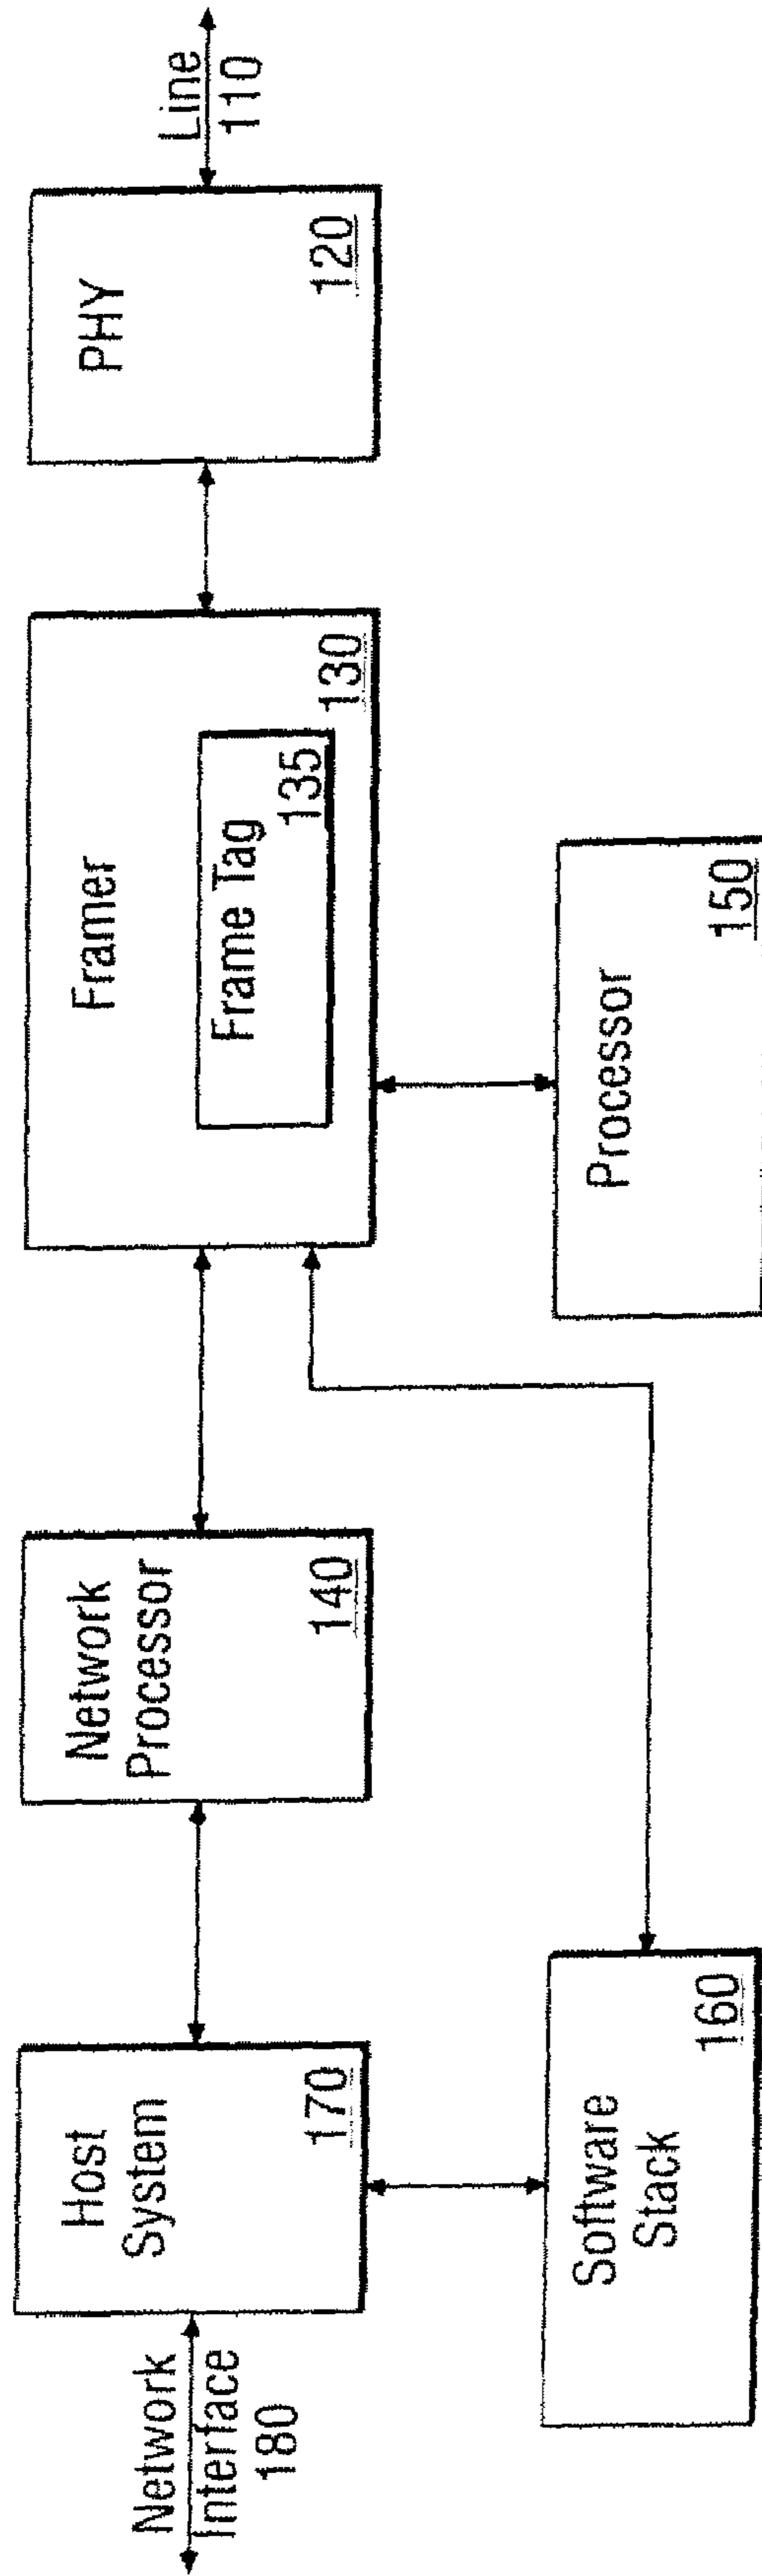 Network
Interface
180
Host
System
170
Network
Processor
140
Framer
Frame Tag
135
130
PHY
120
Line
110
Software
Stack
160
Processor
150